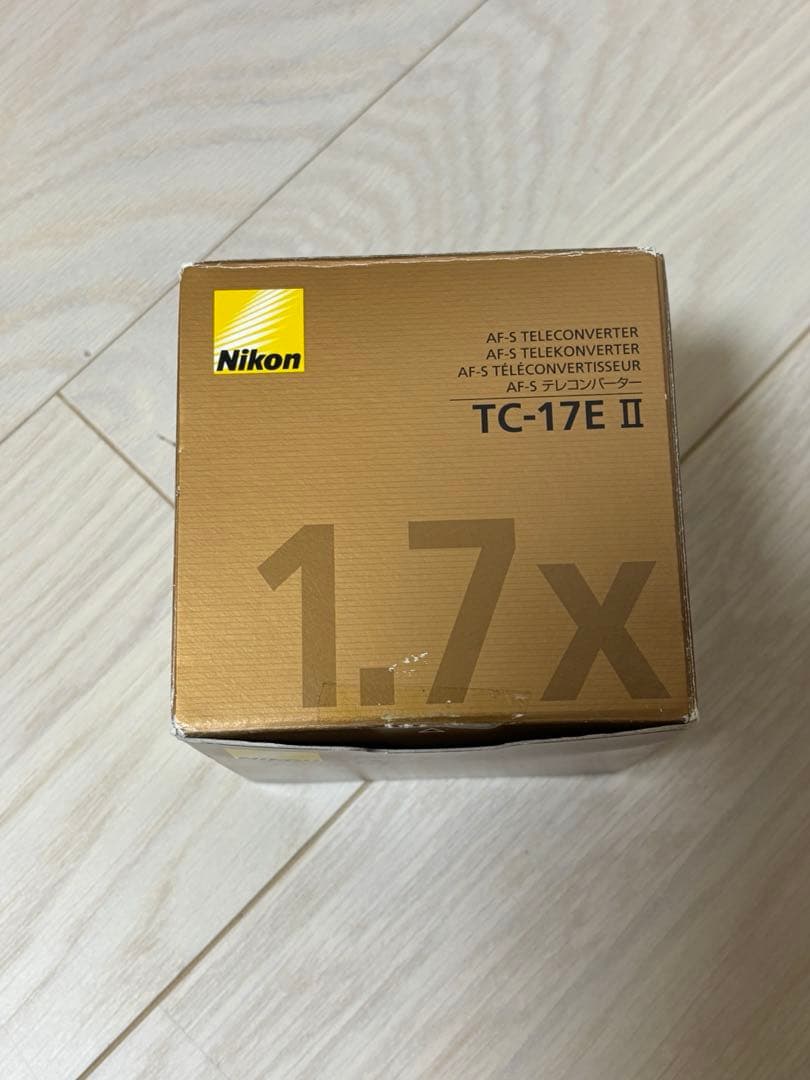 Nikon
AF-S TELECONVERTER
AF-S TELEKONVERTER
AF-S TÉLÉCONVERTISSEUR
AF-S テレコンバーター
TC-17E II
1.7x